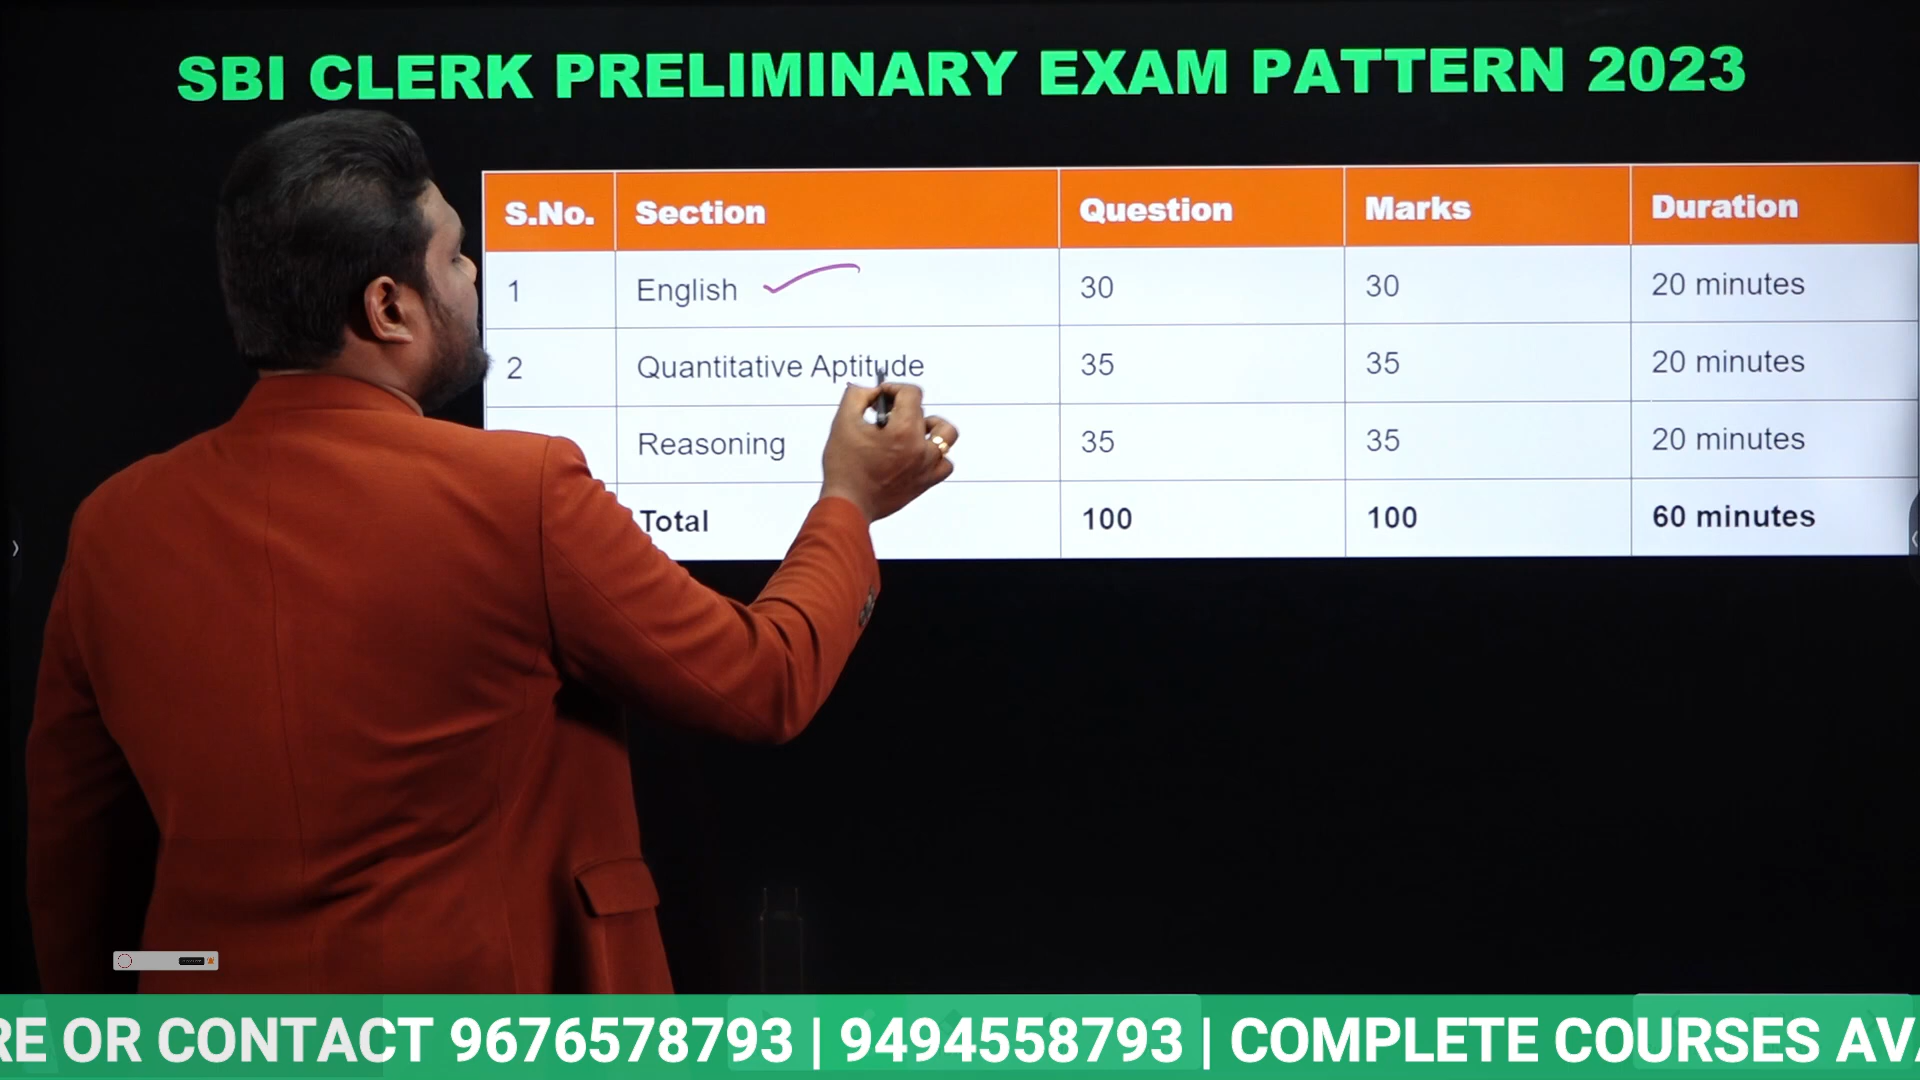 SBI CLERK PRELIMINARY EXAM PATTERN 2023
S.No. Section Question Marks Duration
1 English 30 30 20 minutes
2 Quantitative Aptitude 35 35 20 minutes
Reasoning 35 35 20 minutes
Total 100 100 60 minutes
RE OR CONTACT 9676578793 | 9494558793 | COMPLETE COURSES AV